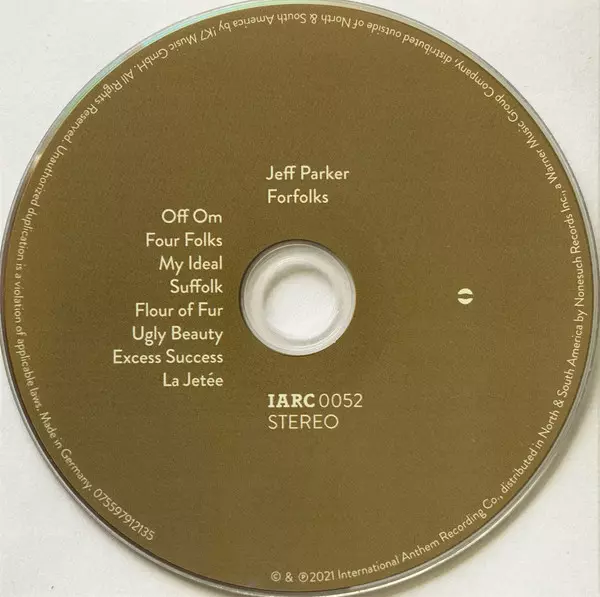 Jeff Parker
Forfolks
Off Om
Four Folks
My Ideal
Suffolk
Flour of Fur
Ugly Beauty
Excess Success
La Jetée
IARC 0052
STEREO
© & ℗ 2021 International Anthem Recording Co., distributed in North & South America by Nonesuch Records Inc., a Warner Music Group Company, distributed outside of North & South America by !K7 Music GmbH. All Rights Reserved. Unauthorized duplication is a violation of applicable laws. Made in Germany. 075597912135